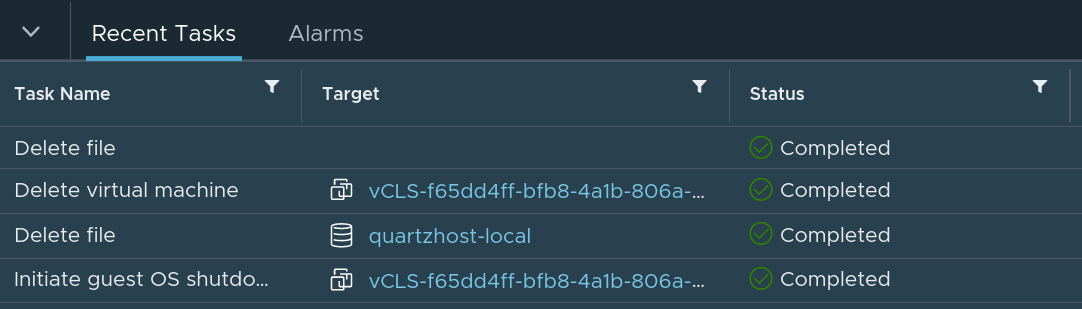 Recent Tasks Alarms
Task Name Target Status
Delete file Completed
Delete virtual machine vCLS-f65dd4ff-bfb8-4a1b-806a-... Completed
Delete file quartzhost-local Completed
Initiate guest OS shutdo... vCLS-f65dd4ff-bfb8-4a1b-806a-... Completed